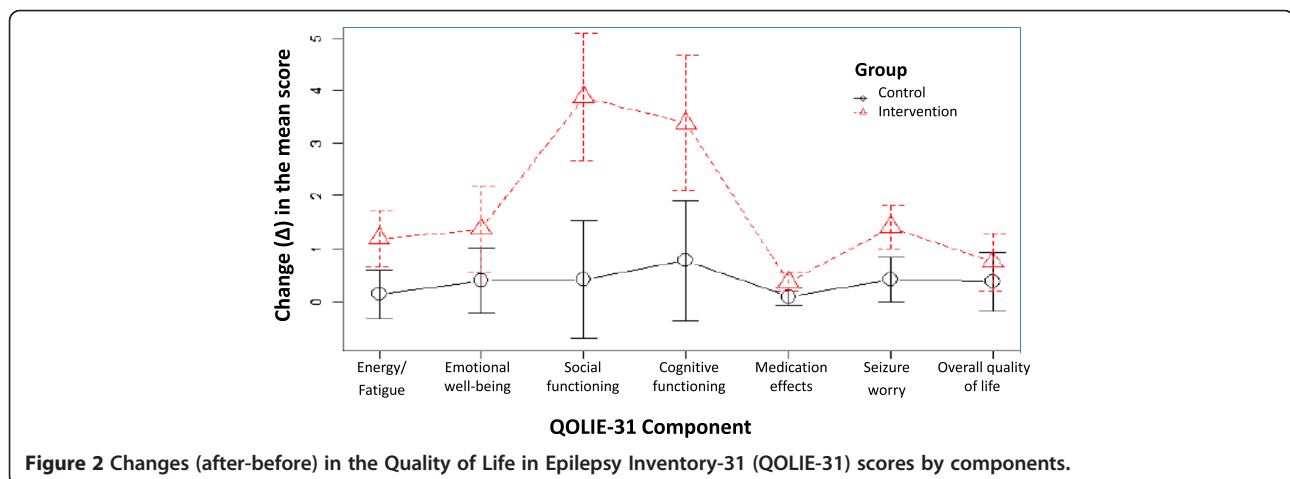 Change (Δ) in the mean score
5
4
3
2
1
0
Group
Control
Intervention
Energy/
Fatigue
Emotional
well-being
Social
functioning
Cognitive
functioning
Medication
effects
Seizure
worry
Overall quality
of life
QOLIE-31 Component
Figure 2 Changes (after-before) in the Quality of Life in Epilepsy Inventory-31 (QOLIE-31) scores by components.